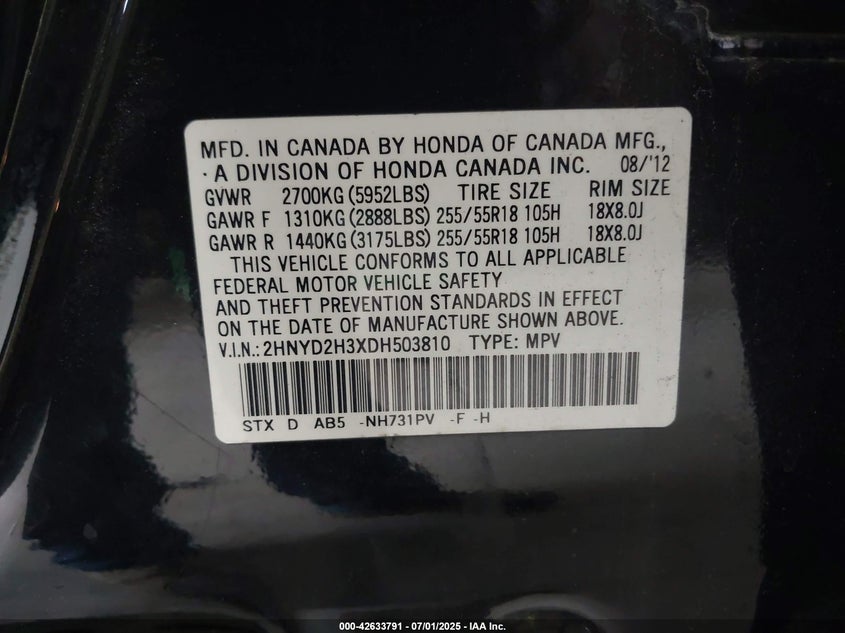 MFD. IN CANADA BY HONDA OF CANADA MFG.,
· A DIVISION OF HONDA CANADA INC. 08/'12
GVWR 2700KG (5952LBS) TIRE SIZE RIM SIZE
GAWR F 1310KG (2888LBS) 255/55R18 105H 18X8.0J
GAWR R 1440KG (3175LBS) 255/55R18 105H 18X8.0J
THIS VEHICLE CONFORMS TO ALL APPLICABLE
FEDERAL MOTOR VEHICLE SAFETY
AND THEFT PREVENTION STANDARDS IN EFFECT
ON THE DATE OF MANUFACTURE SHOWN ABOVE.
V.I.N.: 2HNYD2H3XDH503810 TYPE: MPV
STX D AB5 -NH731PV -F -H
000-42633791 - 07/01/2025 - IAA Inc.